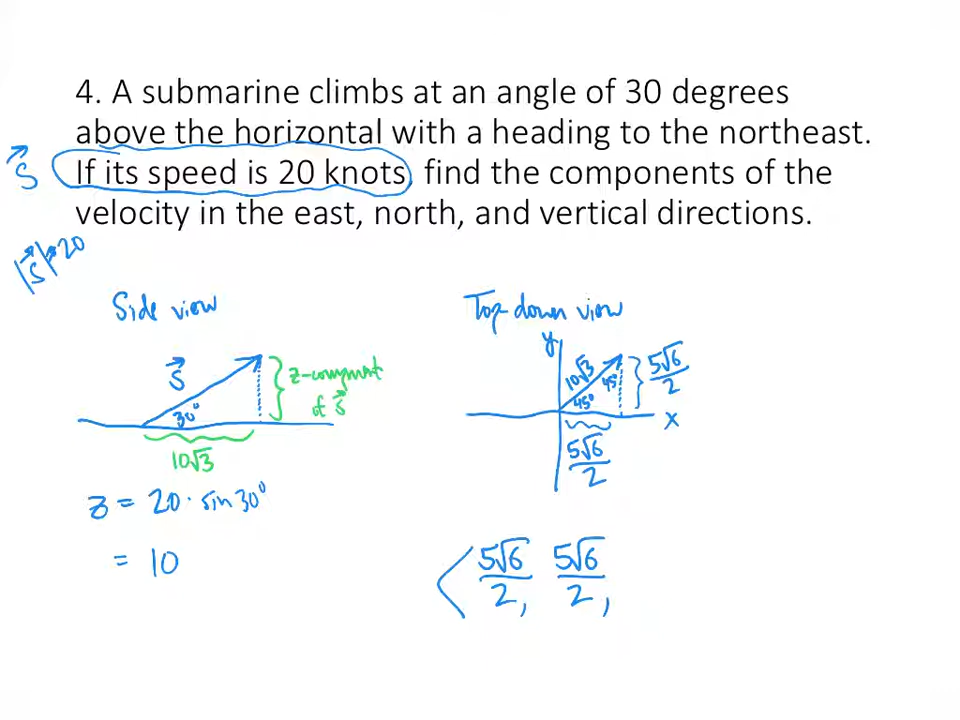 4. A submarine climbs at an angle of 30 degrees
above the horizontal with a heading to the northeast.
If its speed is 20 knots, find the components of the
velocity in the east, north, and vertical directions.
S⃗
|S⃗|=20
Side view
S⃗
30°
z-component
of S⃗
10√3
z = 20 · sin 30°
= 10
Top-down view
y
10√3
45°
45°
5√6/2
x
5√6/2
< 5√6/2, 5√6/2,